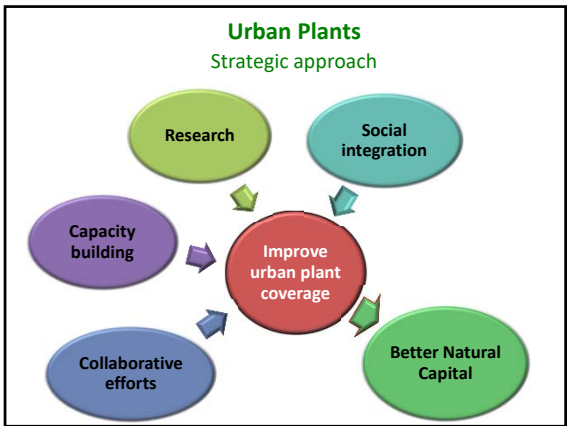 Urban Plants
Strategic approach
Research
Social
integration
Capacity
building
Improve
urban plant
coverage
Collaborative
efforts
Better Natural
Capital